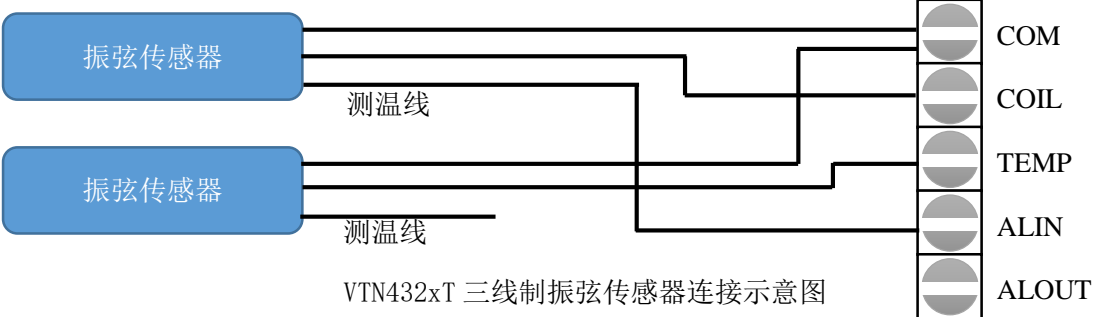 振弦传感器
COM
COIL
测温线
TEMP
振弦传感器
测温线
ALIN
VTN432xT 三线制振弦传感器连接示意图
ALOUT